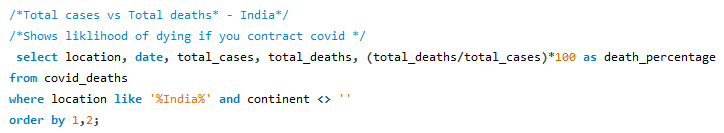 /*Total cases vs Total deaths* - India*/
/*Shows liklihood of dying if you contract covid */
select location, date, total_cases, total_deaths, (total_deaths/total_cases)*100 as death_percentage
from covid_deaths
where location like '%India%' and continent <> ''
order by 1,2;